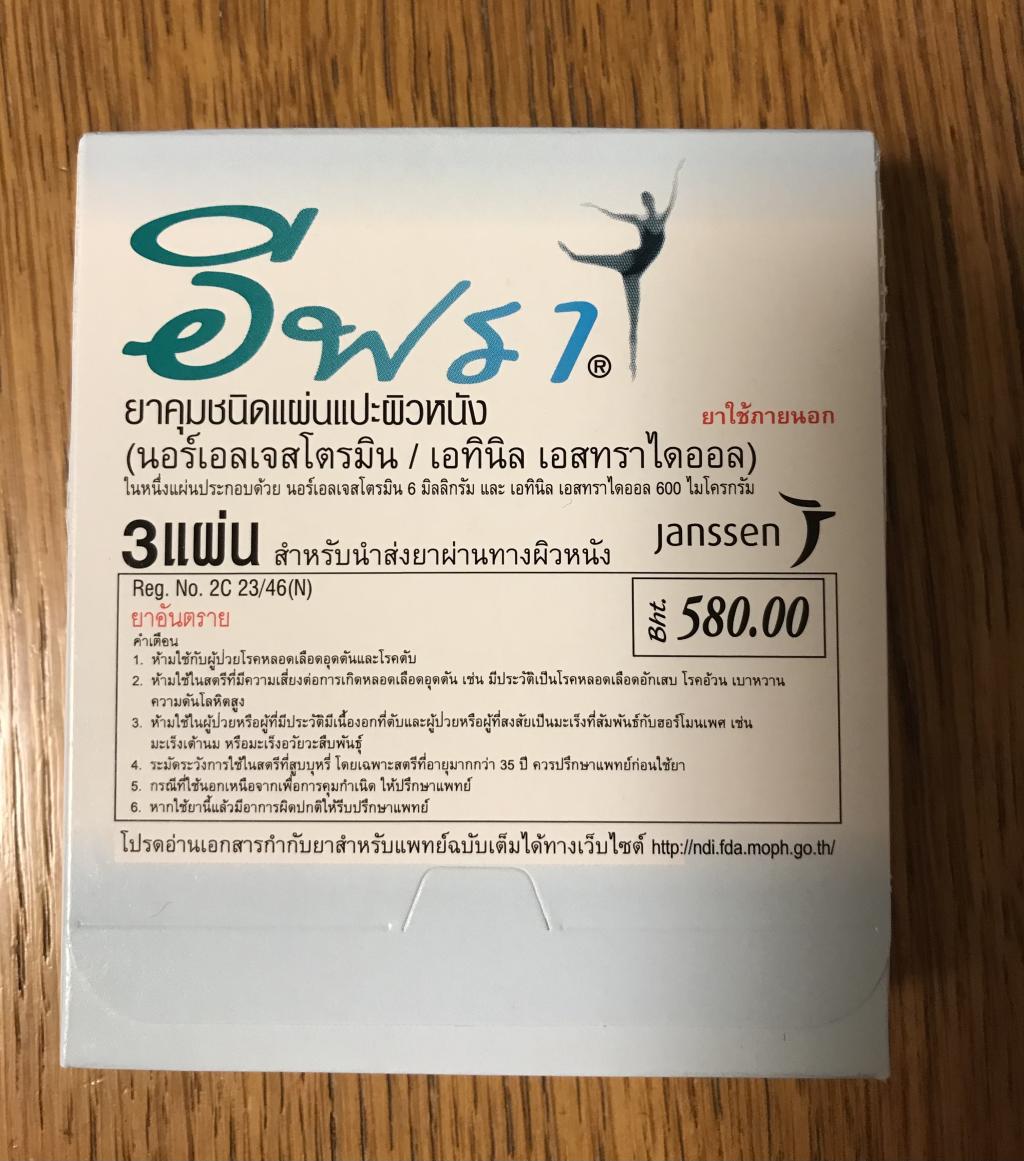 อีฟรา®
ยาคุมชนิดแผ่นแปะผิวหนัง
ยาใช้ภายนอก
(นอร์เอลเจสโตรมิน / เอทินิล เอสทราไดออล)
ในหนึ่งแผ่นประกอบด้วย นอร์เอลเจสโตรมิน 6 มิลลิกรัม และ เอทินิล เอสทราไดออล 600 ไมโครกรัม
3แผ่น สำหรับนำส่งยาผ่านทางผิวหนัง
janssen
Reg. No. 2C 23/46(N)
Bht. 580.00
ยาอันตราย
คำเตือน
1. ห้ามใช้กับผู้ป่วยโรคหลอดเลือดอุดตันและโรคตับ
2. ห้ามใช้ในสตรีที่มีความเสี่ยงต่อการเกิดหลอดเลือดอุดตัน เช่น มีประวัติเป็นโรคหลอดเลือดอักเสบ โรคอ้วน เบาหวาน
ความดันโลหิตสูง
3. ห้ามใช้ในผู้ป่วยหรือผู้ที่มีประวัติมีเนื้องอกที่ตับและผู้ป่วยหรือผู้ที่สงสัยเป็นมะเร็งที่สัมพันธ์กับฮอร์โมนเพศ เช่น
มะเร็งเต้านม หรือมะเร็งอวัยวะสืบพันธุ์
4. ระมัดระวังการใช้ในสตรีที่สูบบุหรี่ โดยเฉพาะสตรีที่อายุมากกว่า 35 ปี ควรปรึกษาแพทย์ก่อนใช้ยา
5. กรณีที่ใช้นอกเหนือจากเพื่อการคุมกำเนิด ให้ปรึกษาแพทย์
6. หากใช้ยานี้แล้วมีอาการผิดปกติให้รีบปรึกษาแพทย์
โปรดอ่านเอกสารกำกับยาสำหรับแพทย์ฉบับเต็มได้ทางเว็บไซต์ http://ndi.fda.moph.go.th/